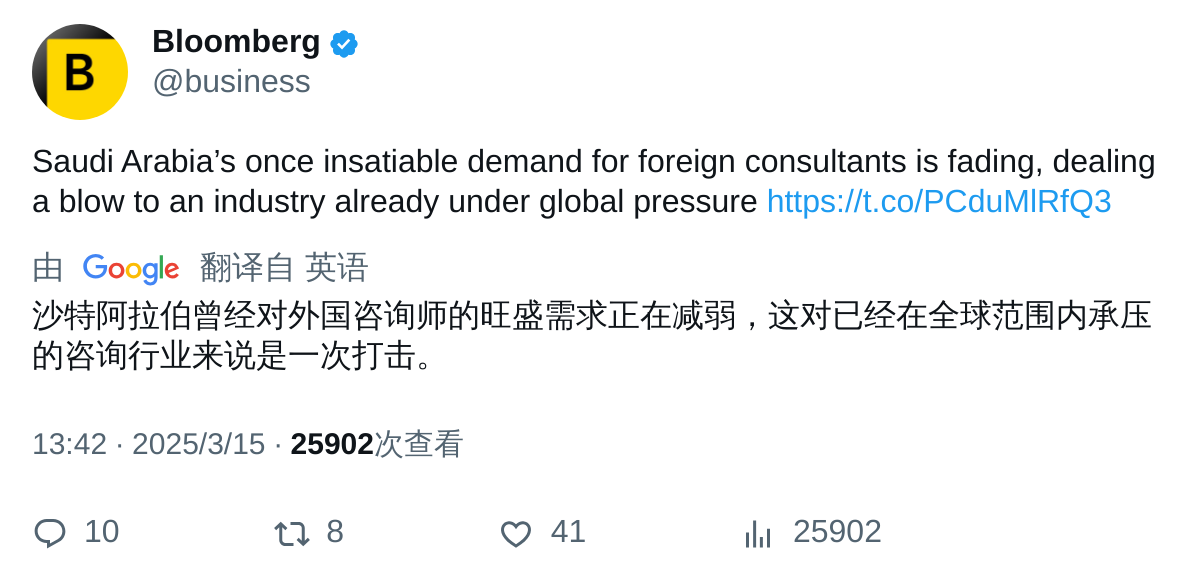 B
Bloomberg
@business
Saudi Arabia’s once insatiable demand for foreign consultants is fading, dealing
a blow to an industry already under global pressure https://t.co/PCduMlRfQ3
由 Google 翻译自 英语
沙特阿拉伯曾经对外国咨询师的旺盛需求正在减弱，这对已经在全球范围内承压
的咨询行业来说是一次打击。
13:42 · 2025/3/15 · 25902次查看
10 8 41 25902